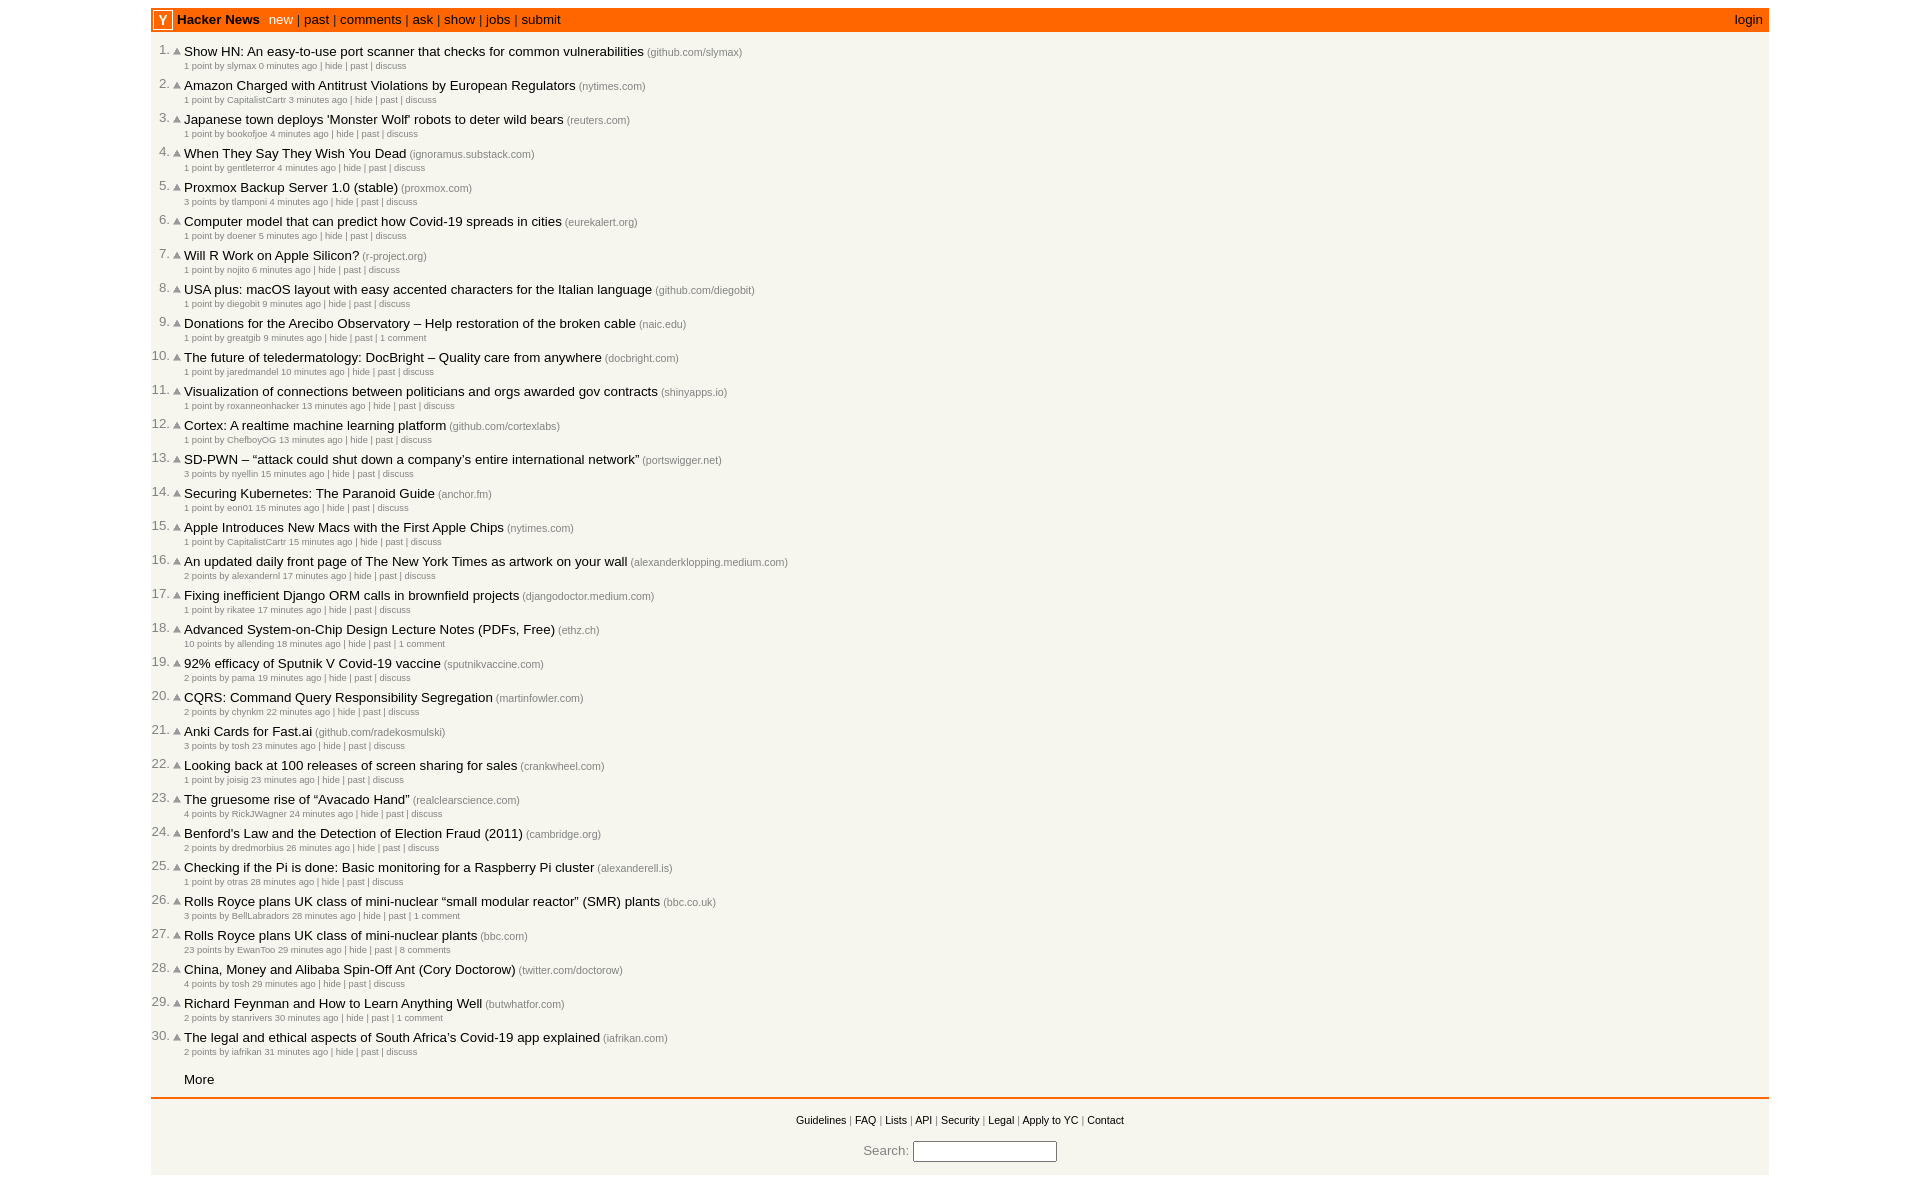 Y Hacker News new | past | comments | ask | show | jobs | submit login
1. Show HN: An easy-to-use port scanner that checks for common vulnerabilities (github.com/slymax)
1 point by slymax 0 minutes ago | hide | past | discuss
2. Amazon Charged with Antitrust Violations by European Regulators (nytimes.com)
1 point by CapitalistCartr 3 minutes ago | hide | past | discuss
3. Japanese town deploys 'Monster Wolf' robots to deter wild bears (reuters.com)
1 point by bookofjoe 4 minutes ago | hide | past | discuss
4. When They Say They Wish You Dead (ignoramus.substack.com)
1 point by gentleterror 4 minutes ago | hide | past | discuss
5. Proxmox Backup Server 1.0 (stable) (proxmox.com)
3 points by tlamponi 4 minutes ago | hide | past | discuss
6. Computer model that can predict how Covid-19 spreads in cities (eurekalert.org)
1 point by doener 5 minutes ago | hide | past | discuss
7. Will R Work on Apple Silicon? (r-project.org)
1 point by nojito 6 minutes ago | hide | past | discuss
8. USA plus: macOS layout with easy accented characters for the Italian language (github.com/diegobit)
1 point by diegobit 9 minutes ago | hide | past | discuss
9. Donations for the Arecibo Observatory – Help restoration of the broken cable (naic.edu)
1 point by greatgib 9 minutes ago | hide | past | 1 comment
10. The future of teledermatology: DocBright – Quality care from anywhere (docbright.com)
1 point by jaredmandel 10 minutes ago | hide | past | discuss
11. Visualization of connections between politicians and orgs awarded gov contracts (shinyapps.io)
1 point by roxanneonhacker 13 minutes ago | hide | past | discuss
12. Cortex: A realtime machine learning platform (github.com/cortexlabs)
1 point by ChefboyOG 13 minutes ago | hide | past | discuss
13. SD-PWN – “attack could shut down a company’s entire international network” (portswigger.net)
3 points by nyellin 15 minutes ago | hide | past | discuss
14. Securing Kubernetes: The Paranoid Guide (anchor.fm)
1 point by eon01 15 minutes ago | hide | past | discuss
15. Apple Introduces New Macs with the First Apple Chips (nytimes.com)
1 point by CapitalistCartr 15 minutes ago | hide | past | discuss
16. An updated daily front page of The New York Times as artwork on your wall (alexanderklopping.medium.com)
2 points by alexandernl 17 minutes ago | hide | past | discuss
17. Fixing inefficient Django ORM calls in brownfield projects (djangodoctor.medium.com)
1 point by rikatee 17 minutes ago | hide | past | discuss
18. Advanced System-on-Chip Design Lecture Notes (PDFs, Free) (ethz.ch)
10 points by allending 18 minutes ago | hide | past | 1 comment
19. 92% efficacy of Sputnik V Covid-19 vaccine (sputnikvaccine.com)
2 points by pama 19 minutes ago | hide | past | discuss
20. CQRS: Command Query Responsibility Segregation (martinfowler.com)
2 points by chynkm 22 minutes ago | hide | past | discuss
21. Anki Cards for Fast.ai (github.com/radekosmulski)
3 points by tosh 23 minutes ago | hide | past | discuss
22. Looking back at 100 releases of screen sharing for sales (crankwheel.com)
1 point by joisig 23 minutes ago | hide | past | discuss
23. The gruesome rise of “Avacado Hand” (realclearscience.com)
4 points by RickJWagner 24 minutes ago | hide | past | discuss
24. Benford's Law and the Detection of Election Fraud (2011) (cambridge.org)
2 points by dredmorbius 26 minutes ago | hide | past | discuss
25. Checking if the Pi is done: Basic monitoring for a Raspberry Pi cluster (alexanderell.is)
1 point by otras 28 minutes ago | hide | past | discuss
26. Rolls Royce plans UK class of mini-nuclear “small modular reactor” (SMR) plants (bbc.co.uk)
3 points by BellLabradors 28 minutes ago | hide | past | 1 comment
27. Rolls Royce plans UK class of mini-nuclear plants (bbc.com)
23 points by EwanToo 29 minutes ago | hide | past | 8 comments
28. China, Money and Alibaba Spin-Off Ant (Cory Doctorow) (twitter.com/doctorow)
4 points by tosh 29 minutes ago | hide | past | discuss
29. Richard Feynman and How to Learn Anything Well (butwhatfor.com)
2 points by stanrivers 30 minutes ago | hide | past | 1 comment
30. The legal and ethical aspects of South Africa’s Covid-19 app explained (iafrikan.com)
2 points by iafrikan 31 minutes ago | hide | past | discuss
More
Guidelines | FAQ | Lists | API | Security | Legal | Apply to YC | Contact
Search: